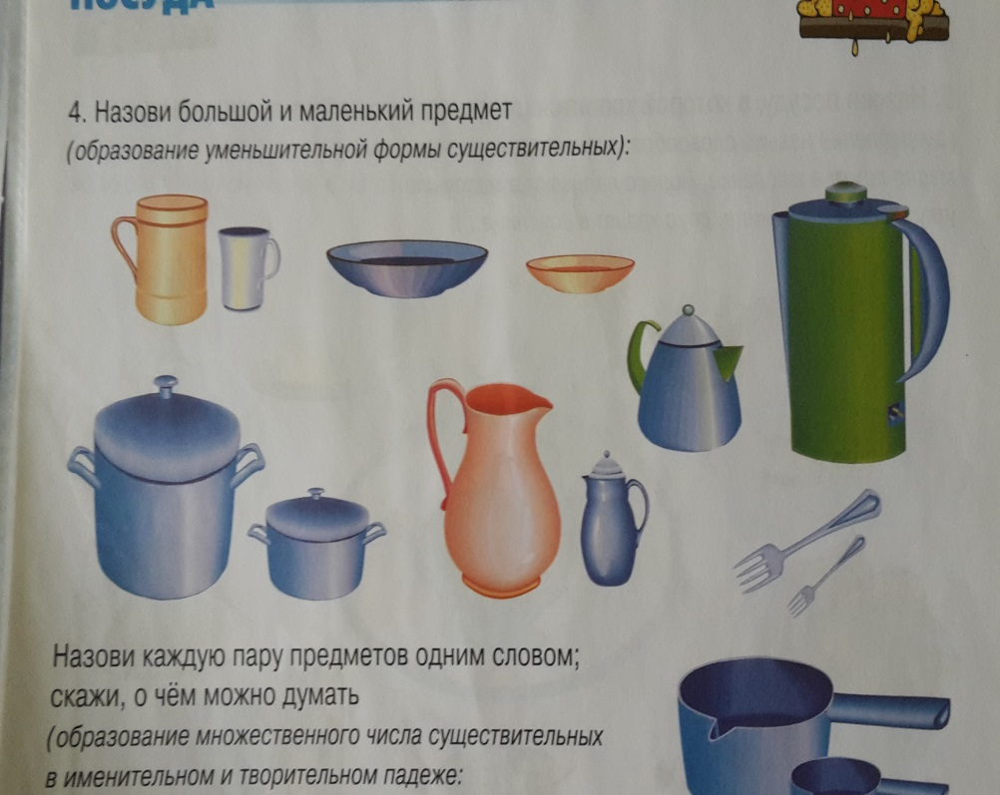 ПОСУДА
4. Назови большой и маленький предмет
(образование уменьшительной формы существительных):
Назови каждую пару предметов одним словом;
скажи, о чём можно думать
(образование множественного числа существительных
в именительном и творительном падеже: